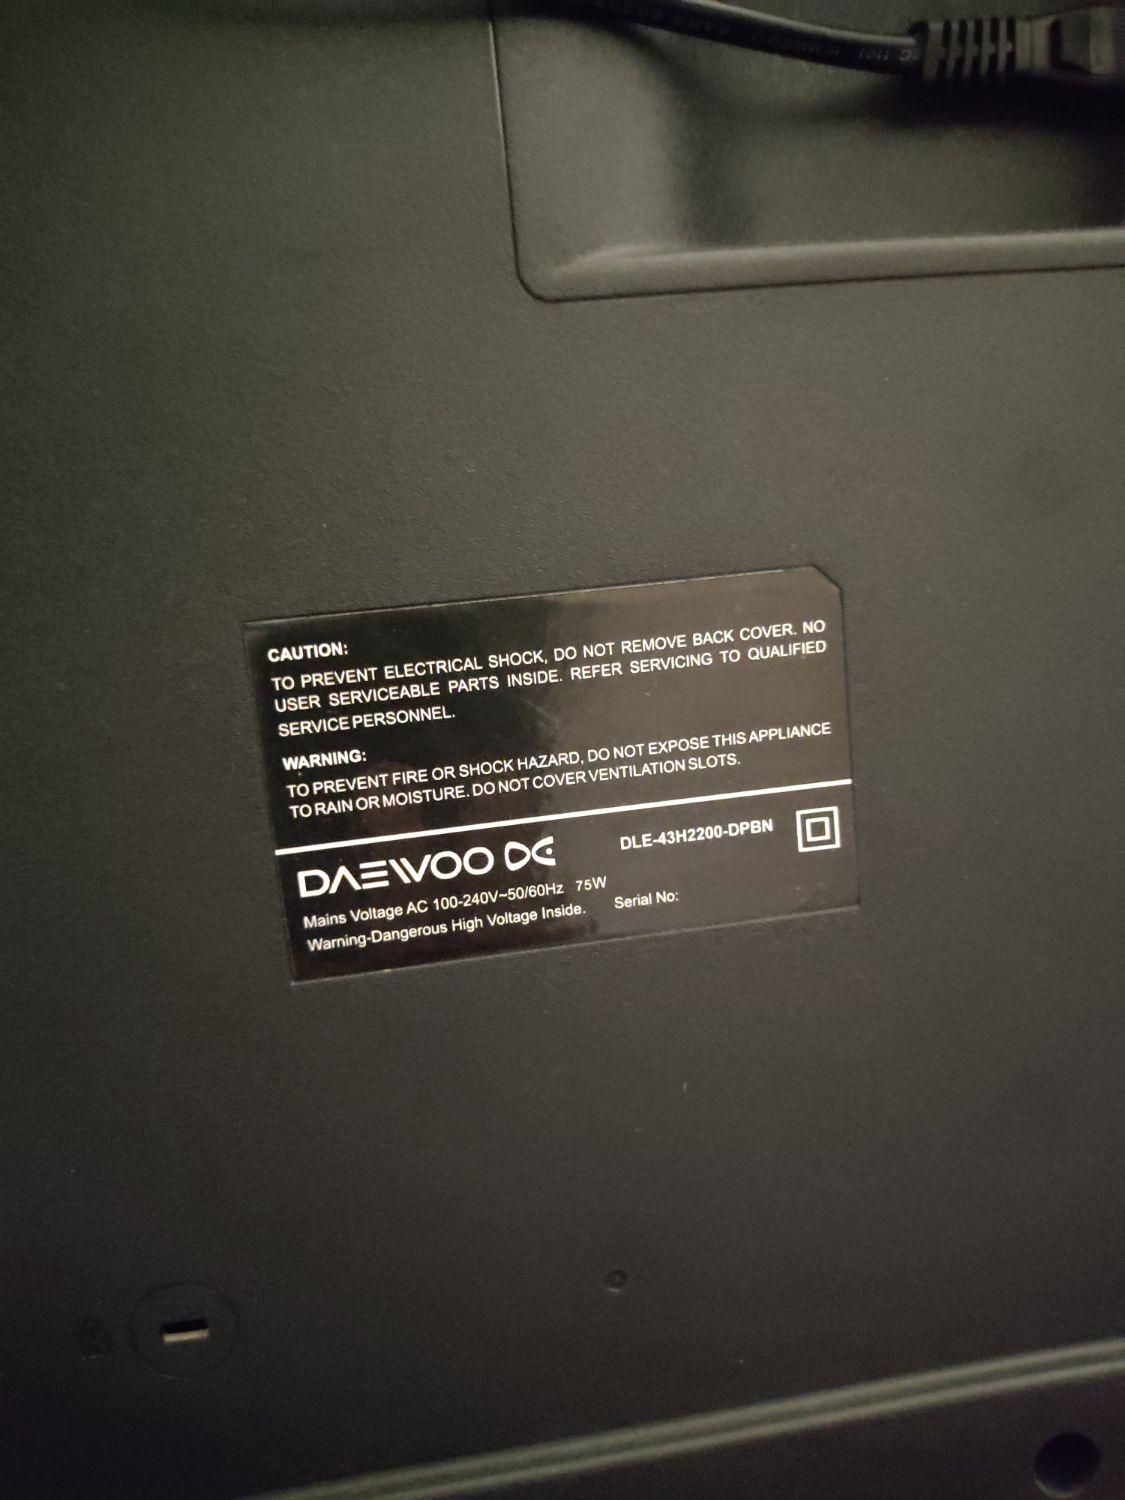 CAUTION:
TO PREVENT ELECTRICAL SHOCK, DO NOT REMOVE BACK COVER. NO
USER SERVICEABLE PARTS INSIDE. REFER SERVICING TO QUALIFIED
SERVICE PERSONNEL.
WARNING:
TO PREVENT FIRE OR SHOCK HAZARD, DO NOT EXPOSE THIS APPLIANCE
TO RAIN OR MOISTURE. DO NOT COVER VENTILATION SLOTS.
DAEWOO DE DLE-43H2200-DPBN
Mains Voltage AC 100-240V~50/60Hz 75W
Warning-Dangerous High Voltage Inside. Serial No: